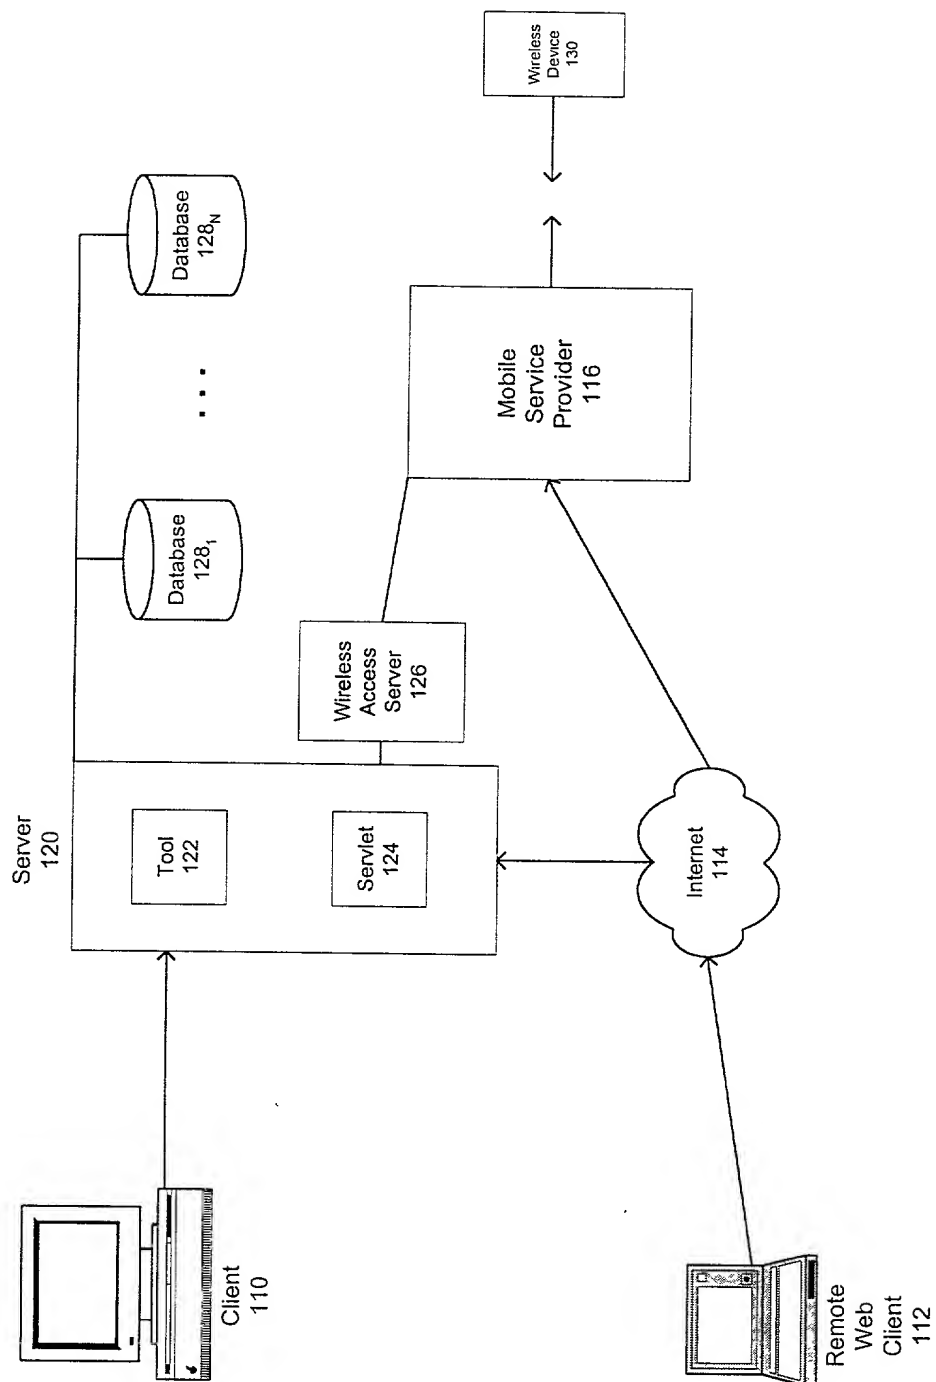 Server
120
Tool
122
Servlet
124
Database
128₁
. . .
Database
128N
Wireless
Access
Server
126
Mobile
Service
Provider
116
Wireless
Device
130
Client
110
Internet
114
Remote
Web
Client
112